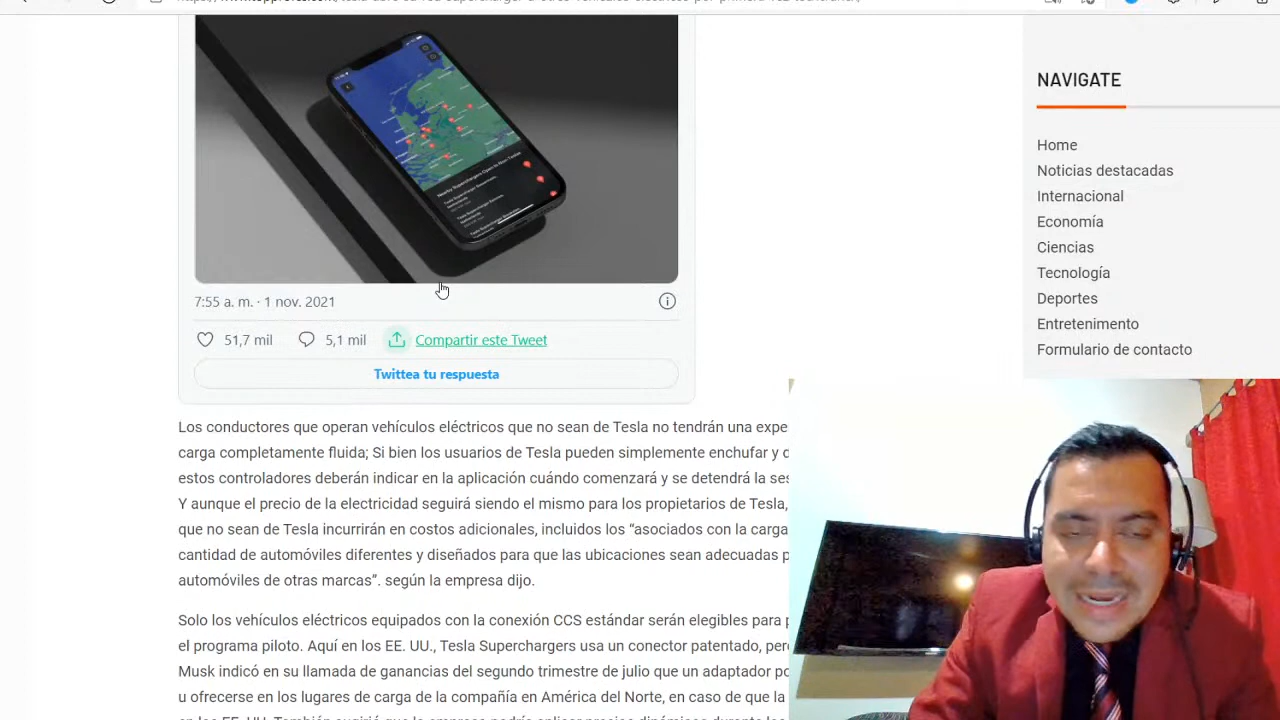 NAVIGATE
Home
Noticias destacadas
Internacional
Economía
Ciencias
Tecnología
Deportes
Entretenimento
Formulario de contacto
7:55 a. m. · 1 nov. 2021
51,7 mil 5,1 mil Compartir este Tweet
Twittea tu respuesta
Los conductores que operan vehículos eléctricos que no sean de Tesla no tendrán una expe
carga completamente fluida; Si bien los usuarios de Tesla pueden simplemente enchufar y
estos controladores deberán indicar en la aplicación cuándo comenzará y se detendrá la se
Y aunque el precio de la electricidad seguirá siendo el mismo para los propietarios de Tesla,
que no sean de Tesla incurrirán en costos adicionales, incluidos los “asociados con la carga
cantidad de automóviles diferentes y diseñados para que las ubicaciones sean adecuadas p
automóviles de otras marcas”. según la empresa dijo.
Solo los vehículos eléctricos equipados con la conexión CCS estándar serán elegibles para p
el programa piloto. Aquí en los EE. UU., Tesla Superchargers usa un conector patentado, per
Musk indicó en su llamada de ganancias del segundo trimestre de julio que un adaptador po
u ofrecerse en los lugares de carga de la compañía en América del Norte, en caso de que la